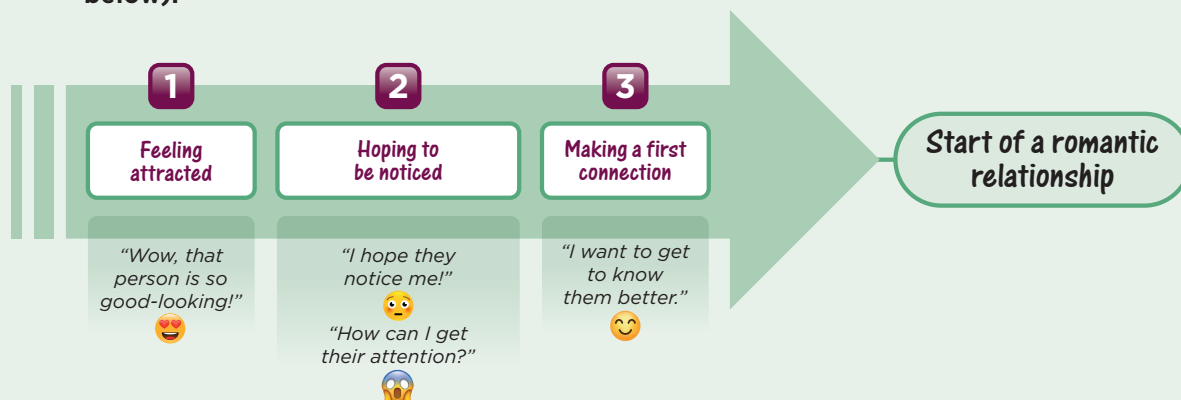 below).
1
2
3
Feeling
attracted
Hoping to
be noticed
Making a first
connection
Start of a romantic
relationship
“Wow, that
person is so
good-looking!”
“I hope they
notice me!”
“How can I get
their attention?”
“I want to get
to know
them better.”